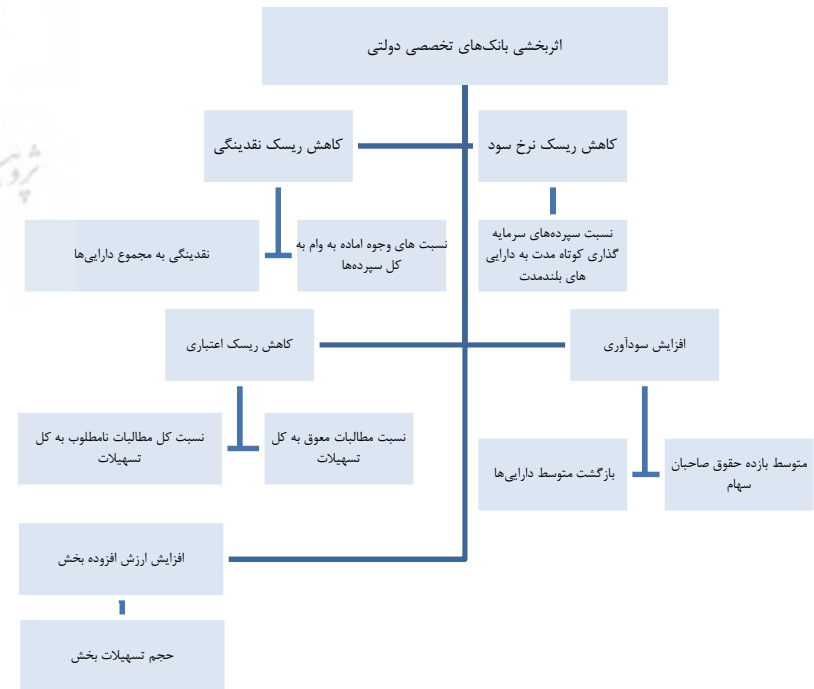 اثربخشی بانک‌های تخصصی دولتی
کاهش ریسک نرخ سود
کاهش ریسک نقدینگی
نسبت سپرده‌های سرمایه
گذاری کوتاه مدت به دارایی
های بلندمدت
نسبت های وجوه اماده به وام به
کل سپرده‌ها
نقدینگی به مجموع دارایی‌ها
افزایش سودآوری
کاهش ریسک اعتباری
متوسط بازده حقوق صاحبان
سهام
بازگشت متوسط دارایی‌ها
نسبت مطالبات معوق به کل
تسهیلات
نسبت کل مطالبات نامطلوب به کل
تسهیلات
افزایش ارزش افزوده بخش
حجم تسهیلات بخش